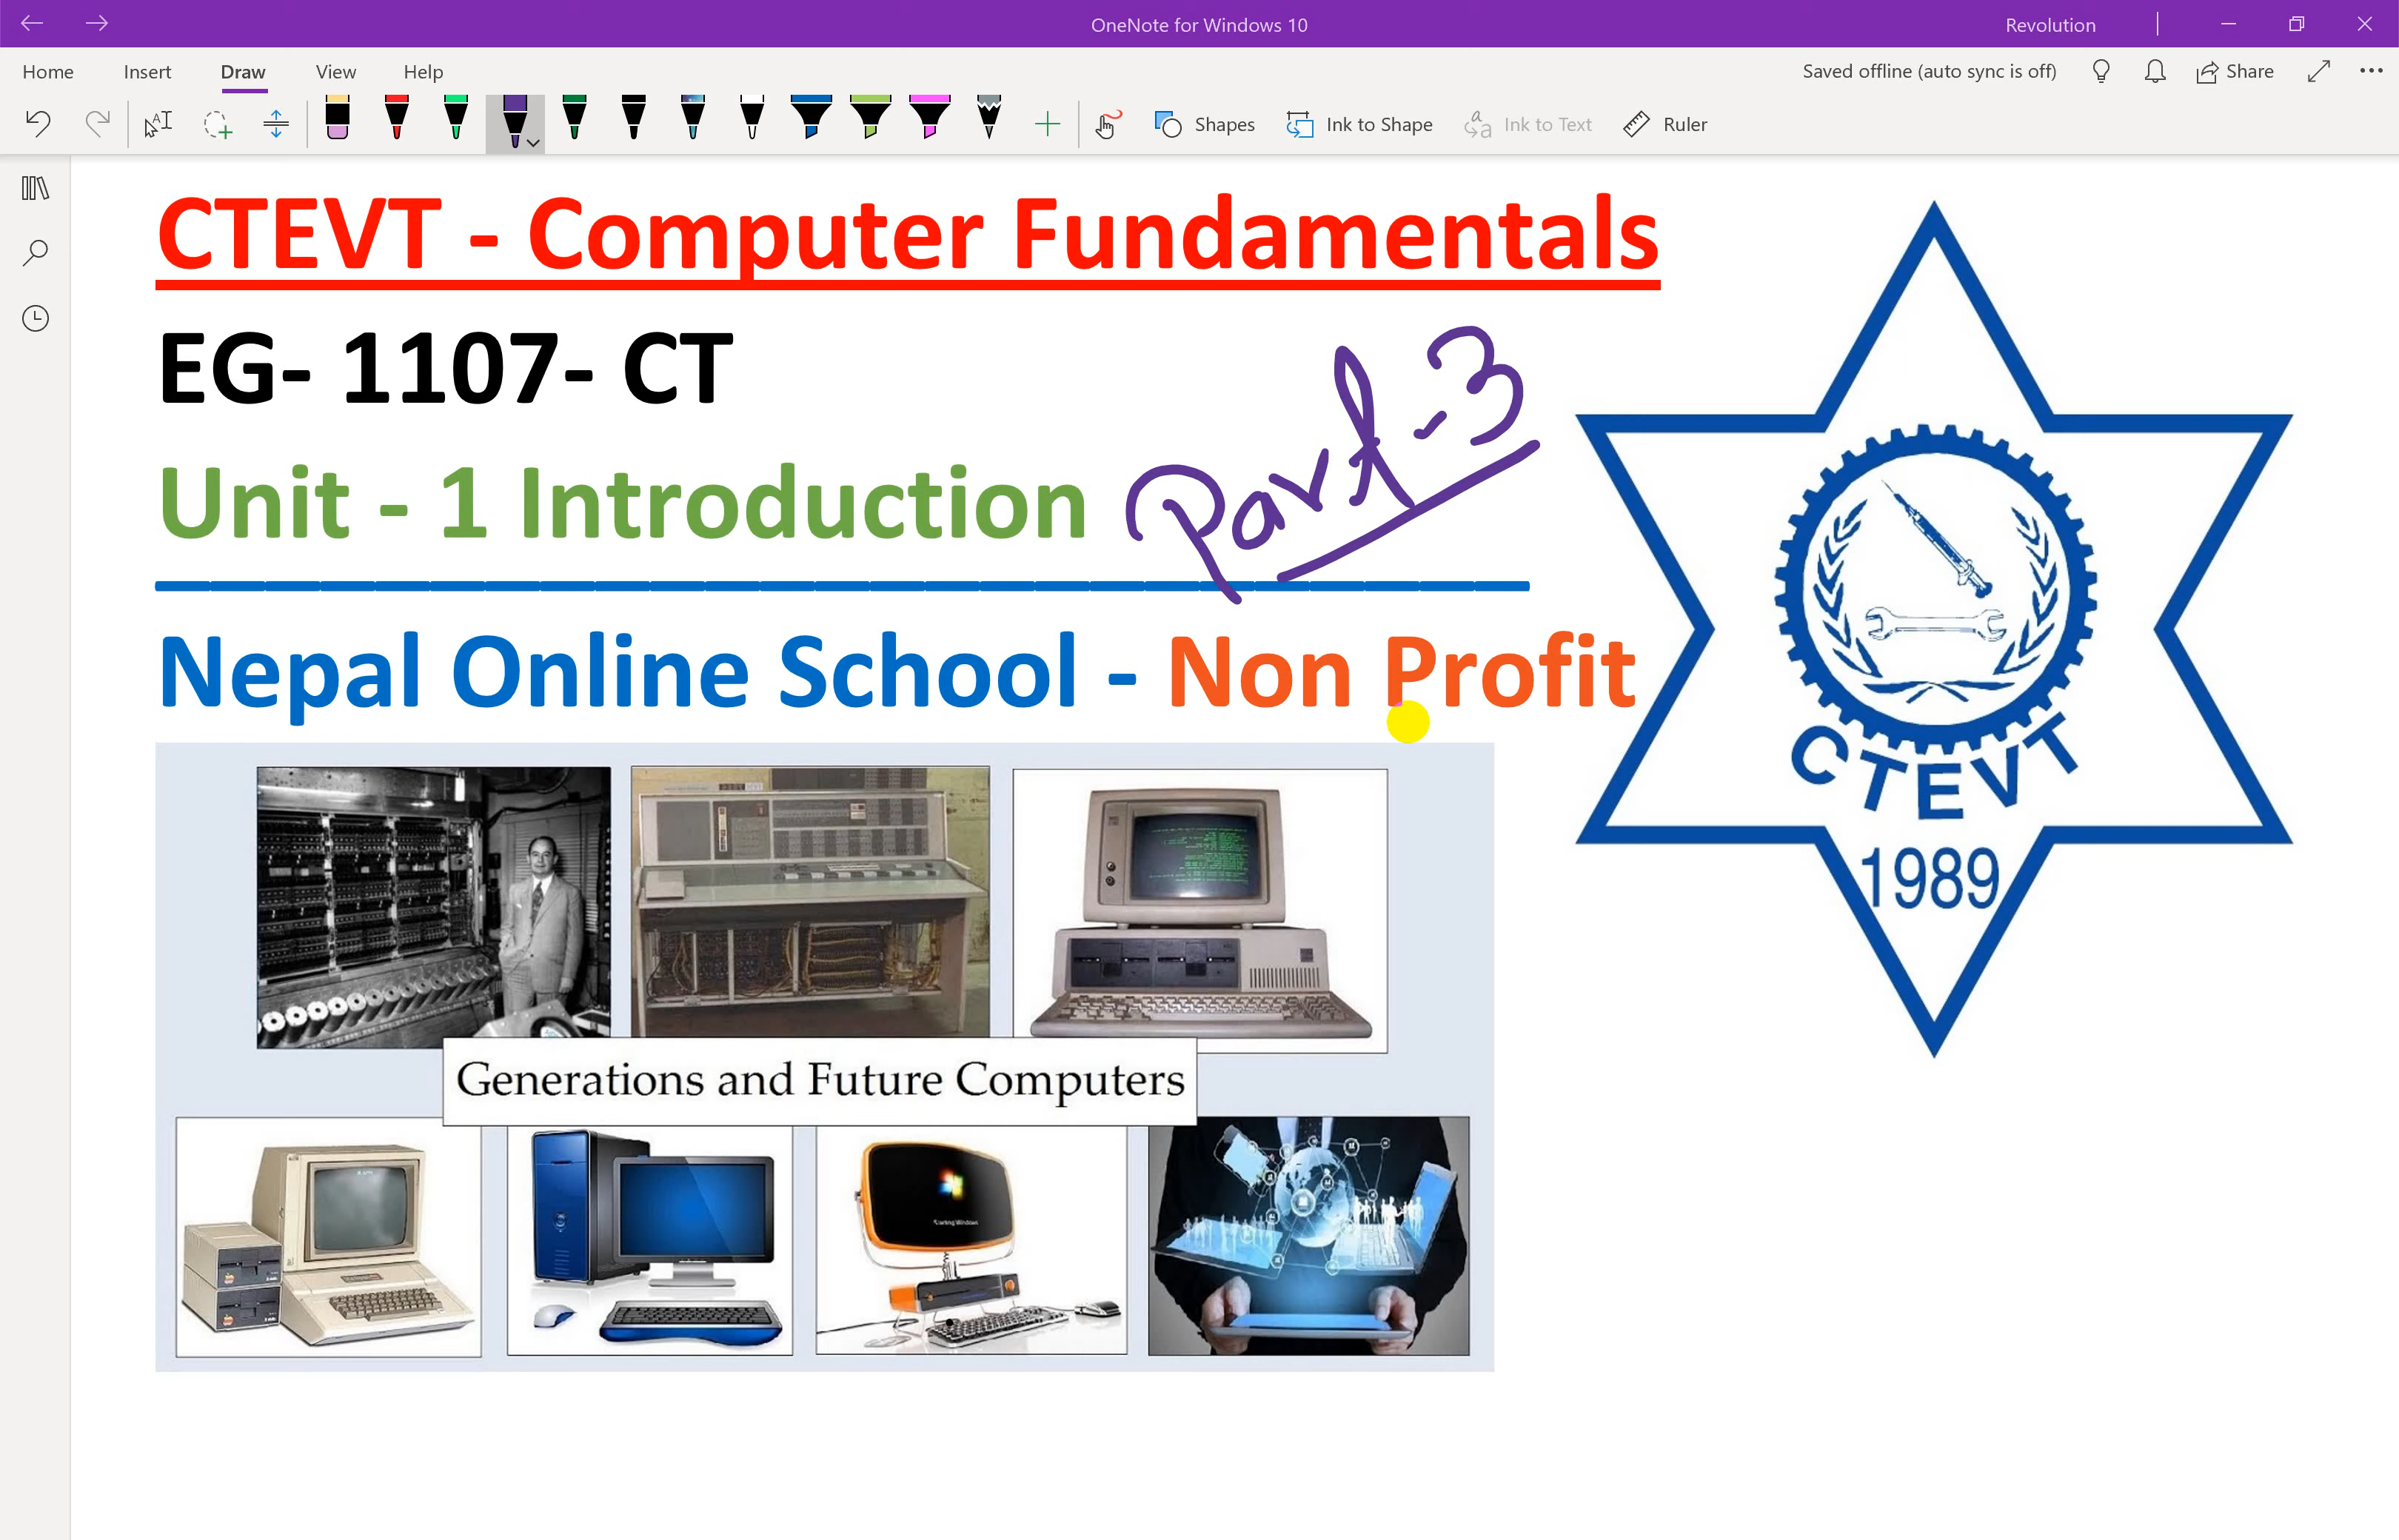 OneNote for Windows 10
Revolution
Home Insert Draw View Help
Saved offline (auto sync is off)
Share
Shapes
Ink to Shape
Ink to Text
Ruler
CTEVT - Computer Fundamentals
EG- 1107- CT
Unit - 1 Introduction
Part-3
Nepal Online School - Non Profit
CTEVT
1989
Generations and Future Computers
Starting Windows